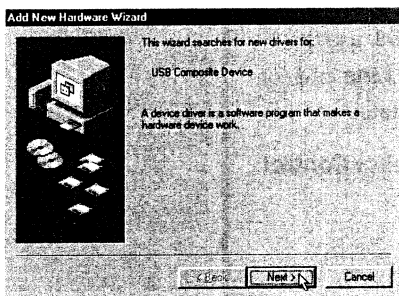 Add New Hardware Wizard
This wizard searches for new drivers for:
USB Composite Device
A device driver is a software program that makes a
hardware device work.
< Back
Next >
Cancel